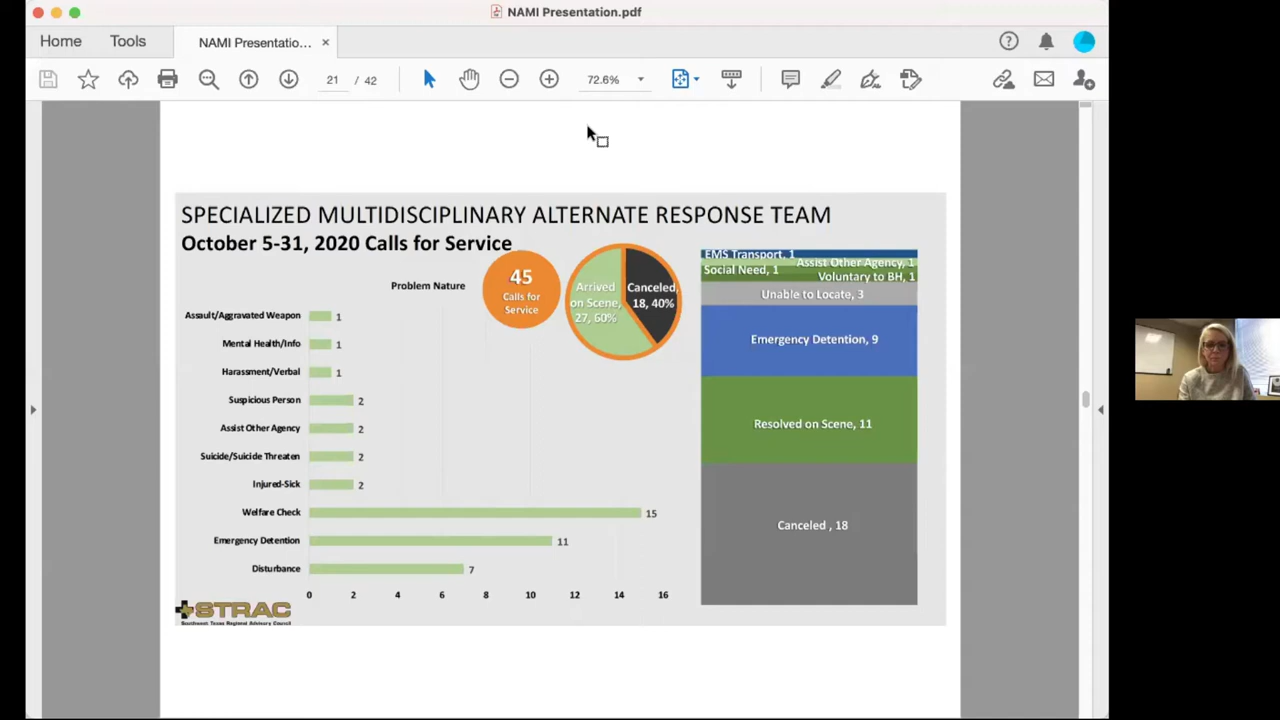 NAMI Presentation.pdf
Home
Tools
NAMI Presentatio...
21 / 42
72.6%
SPECIALIZED MULTIDISCIPLINARY ALTERNATE RESPONSE TEAM
October 5-31, 2020 Calls for Service
Problem Nature
45
Calls for
Service
Arrived
on Scene,
27, 60%
Canceled,
18, 40%
Assault/Aggravated Weapon 1
Mental Health/Info 1
Harassment/Verbal 1
Suspicious Person 2
Assist Other Agency 2
Suicide/Suicide Threaten 2
Injured-Sick 2
Welfare Check 15
Emergency Detention 11
Disturbance 7
0 2 4 6 8 10 12 14 16
EMS Transport, 1
Assist Other Agency, 1
Social Need, 1
Voluntary to BH, 1
Unable to Locate, 3
Emergency Detention, 9
Resolved on Scene, 11
Canceled , 18
STRAC
Southwest Texas Regional Advisory Council